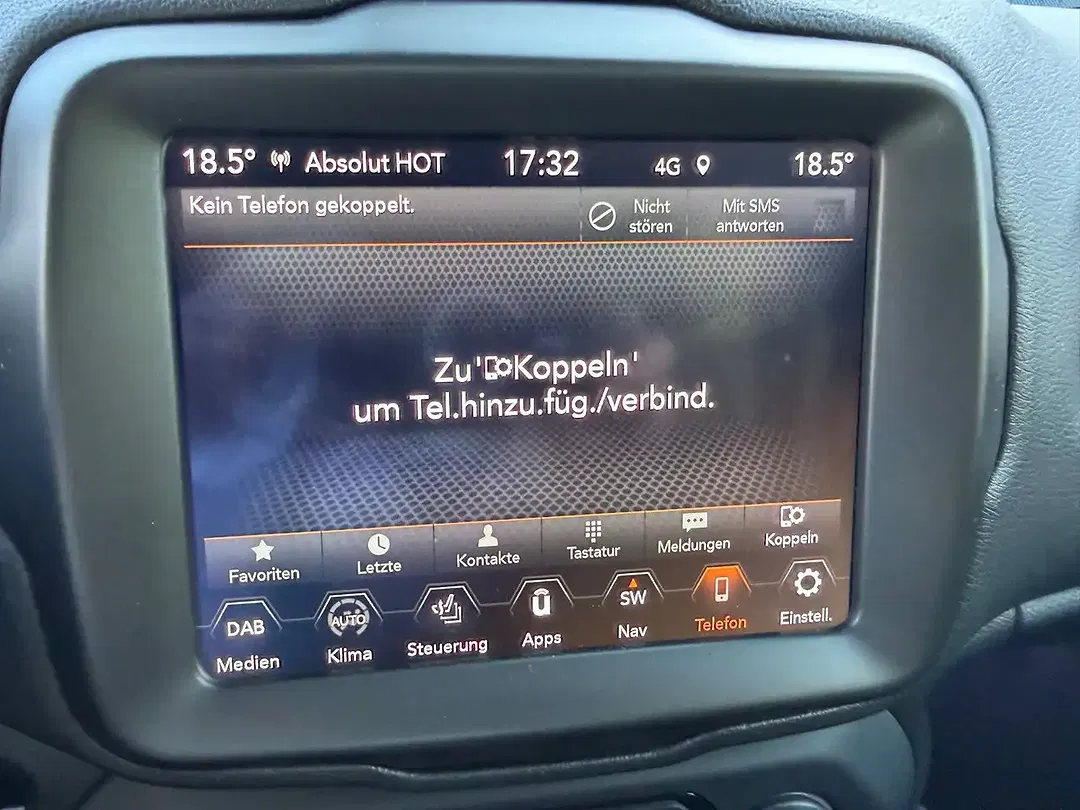 18.5° Absolut HOT 17:32 4G 18.5°
Kein Telefon gekoppelt.
Nicht
stören
Mit SMS
antworten
Zu'Koppeln'
um Tel.hinzu.füg./verbind.
Favoriten Letzte Kontakte Tastatur Meldungen Koppeln
DAB AUTO SW
Medien Klima Steuerung Apps Nav Telefon Einstell.